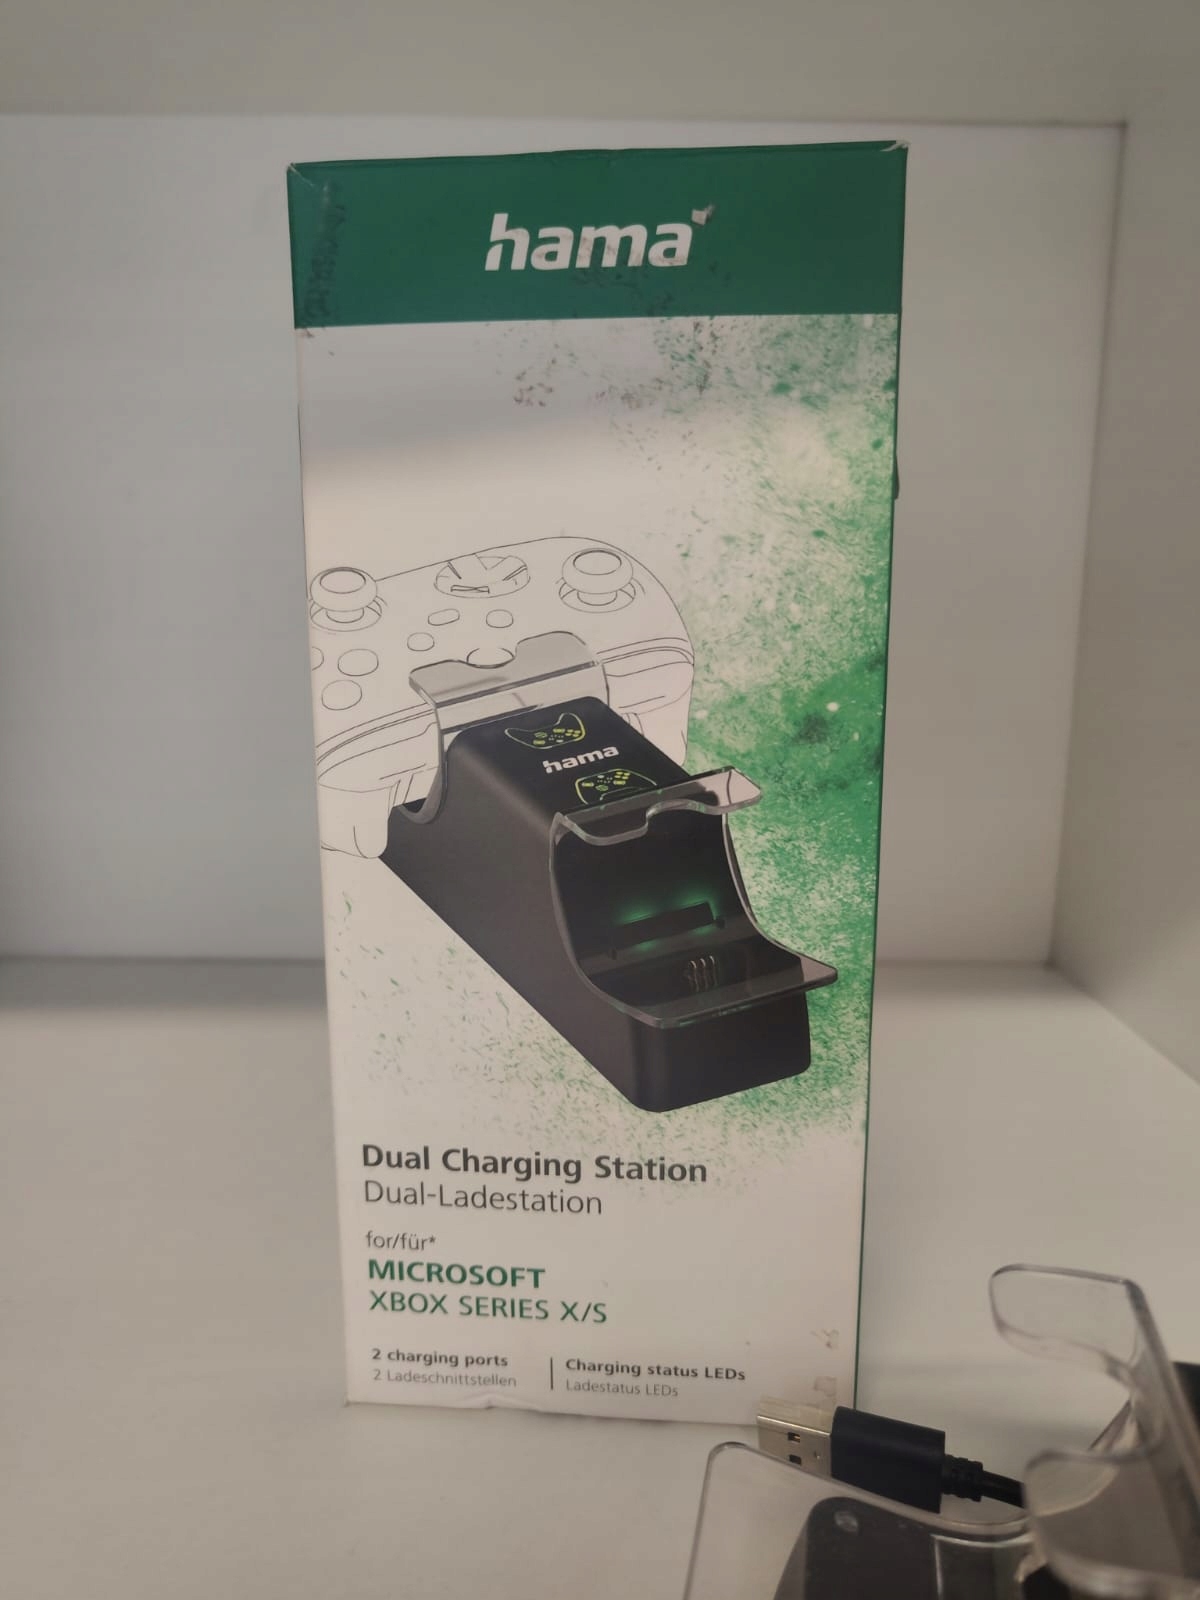 hama
hama
Dual Charging Station
Dual-Ladestation
for/für*
MICROSOFT
XBOX SERIES X/S
2 charging ports
2 Ladeschnittstellen
Charging status LEDs
Ladestatus LEDs